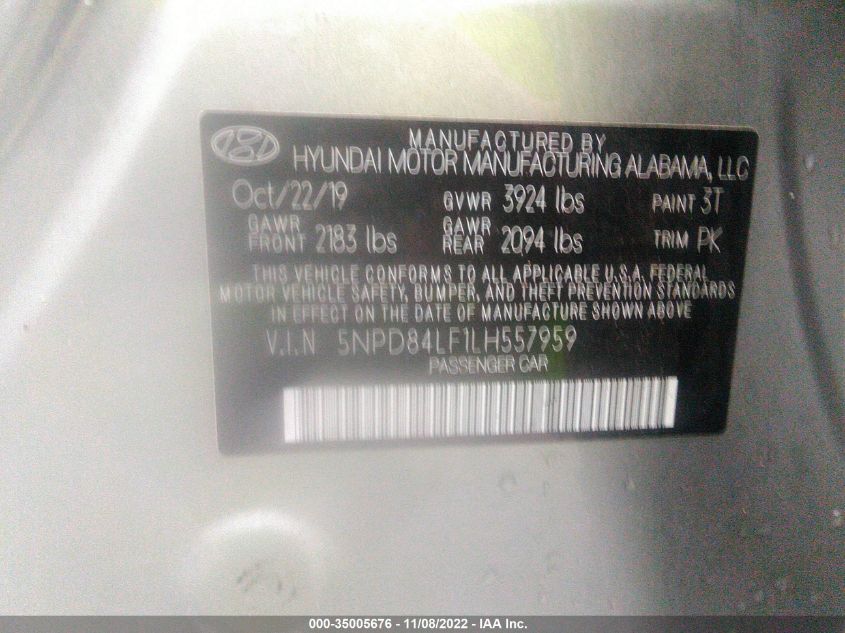 MANUFACTURED BY
HYUNDAI MOTOR MANUFACTURING ALABAMA, LLC
Oct/22/19 GVWR 3924 lbs PAINT 3T
GAWR FRONT 2183 lbs GAWR REAR 2094 lbs TRIM PK
THIS VEHICLE CONFORMS TO ALL APPLICABLE U.S.A. FEDERAL
MOTOR VEHICLE SAFETY, BUMPER, AND THEFT PREVENTION STANDARDS
IN EFFECT ON THE DATE OF MANUFACTURE SHOWN ABOVE
V.I.N 5NPD84LF1LH557959
PASSENGER CAR
000-35005676 - 11/08/2022 - IAA Inc.